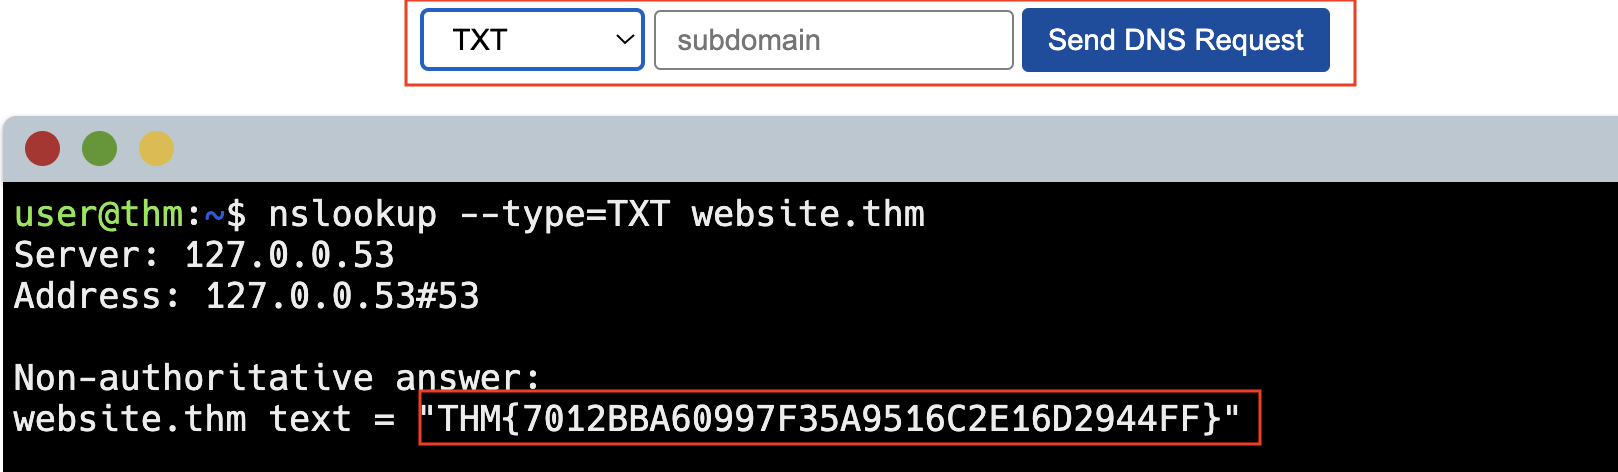 TXT subdomain Send DNS Request
user@thm:~$ nslookup --type=TXT website.thm
Server: 127.0.0.53
Address: 127.0.0.53#53
Non-authoritative answer:
website.thm text = "THM{7012BBA60997F35A9516C2E16D2944FF}"